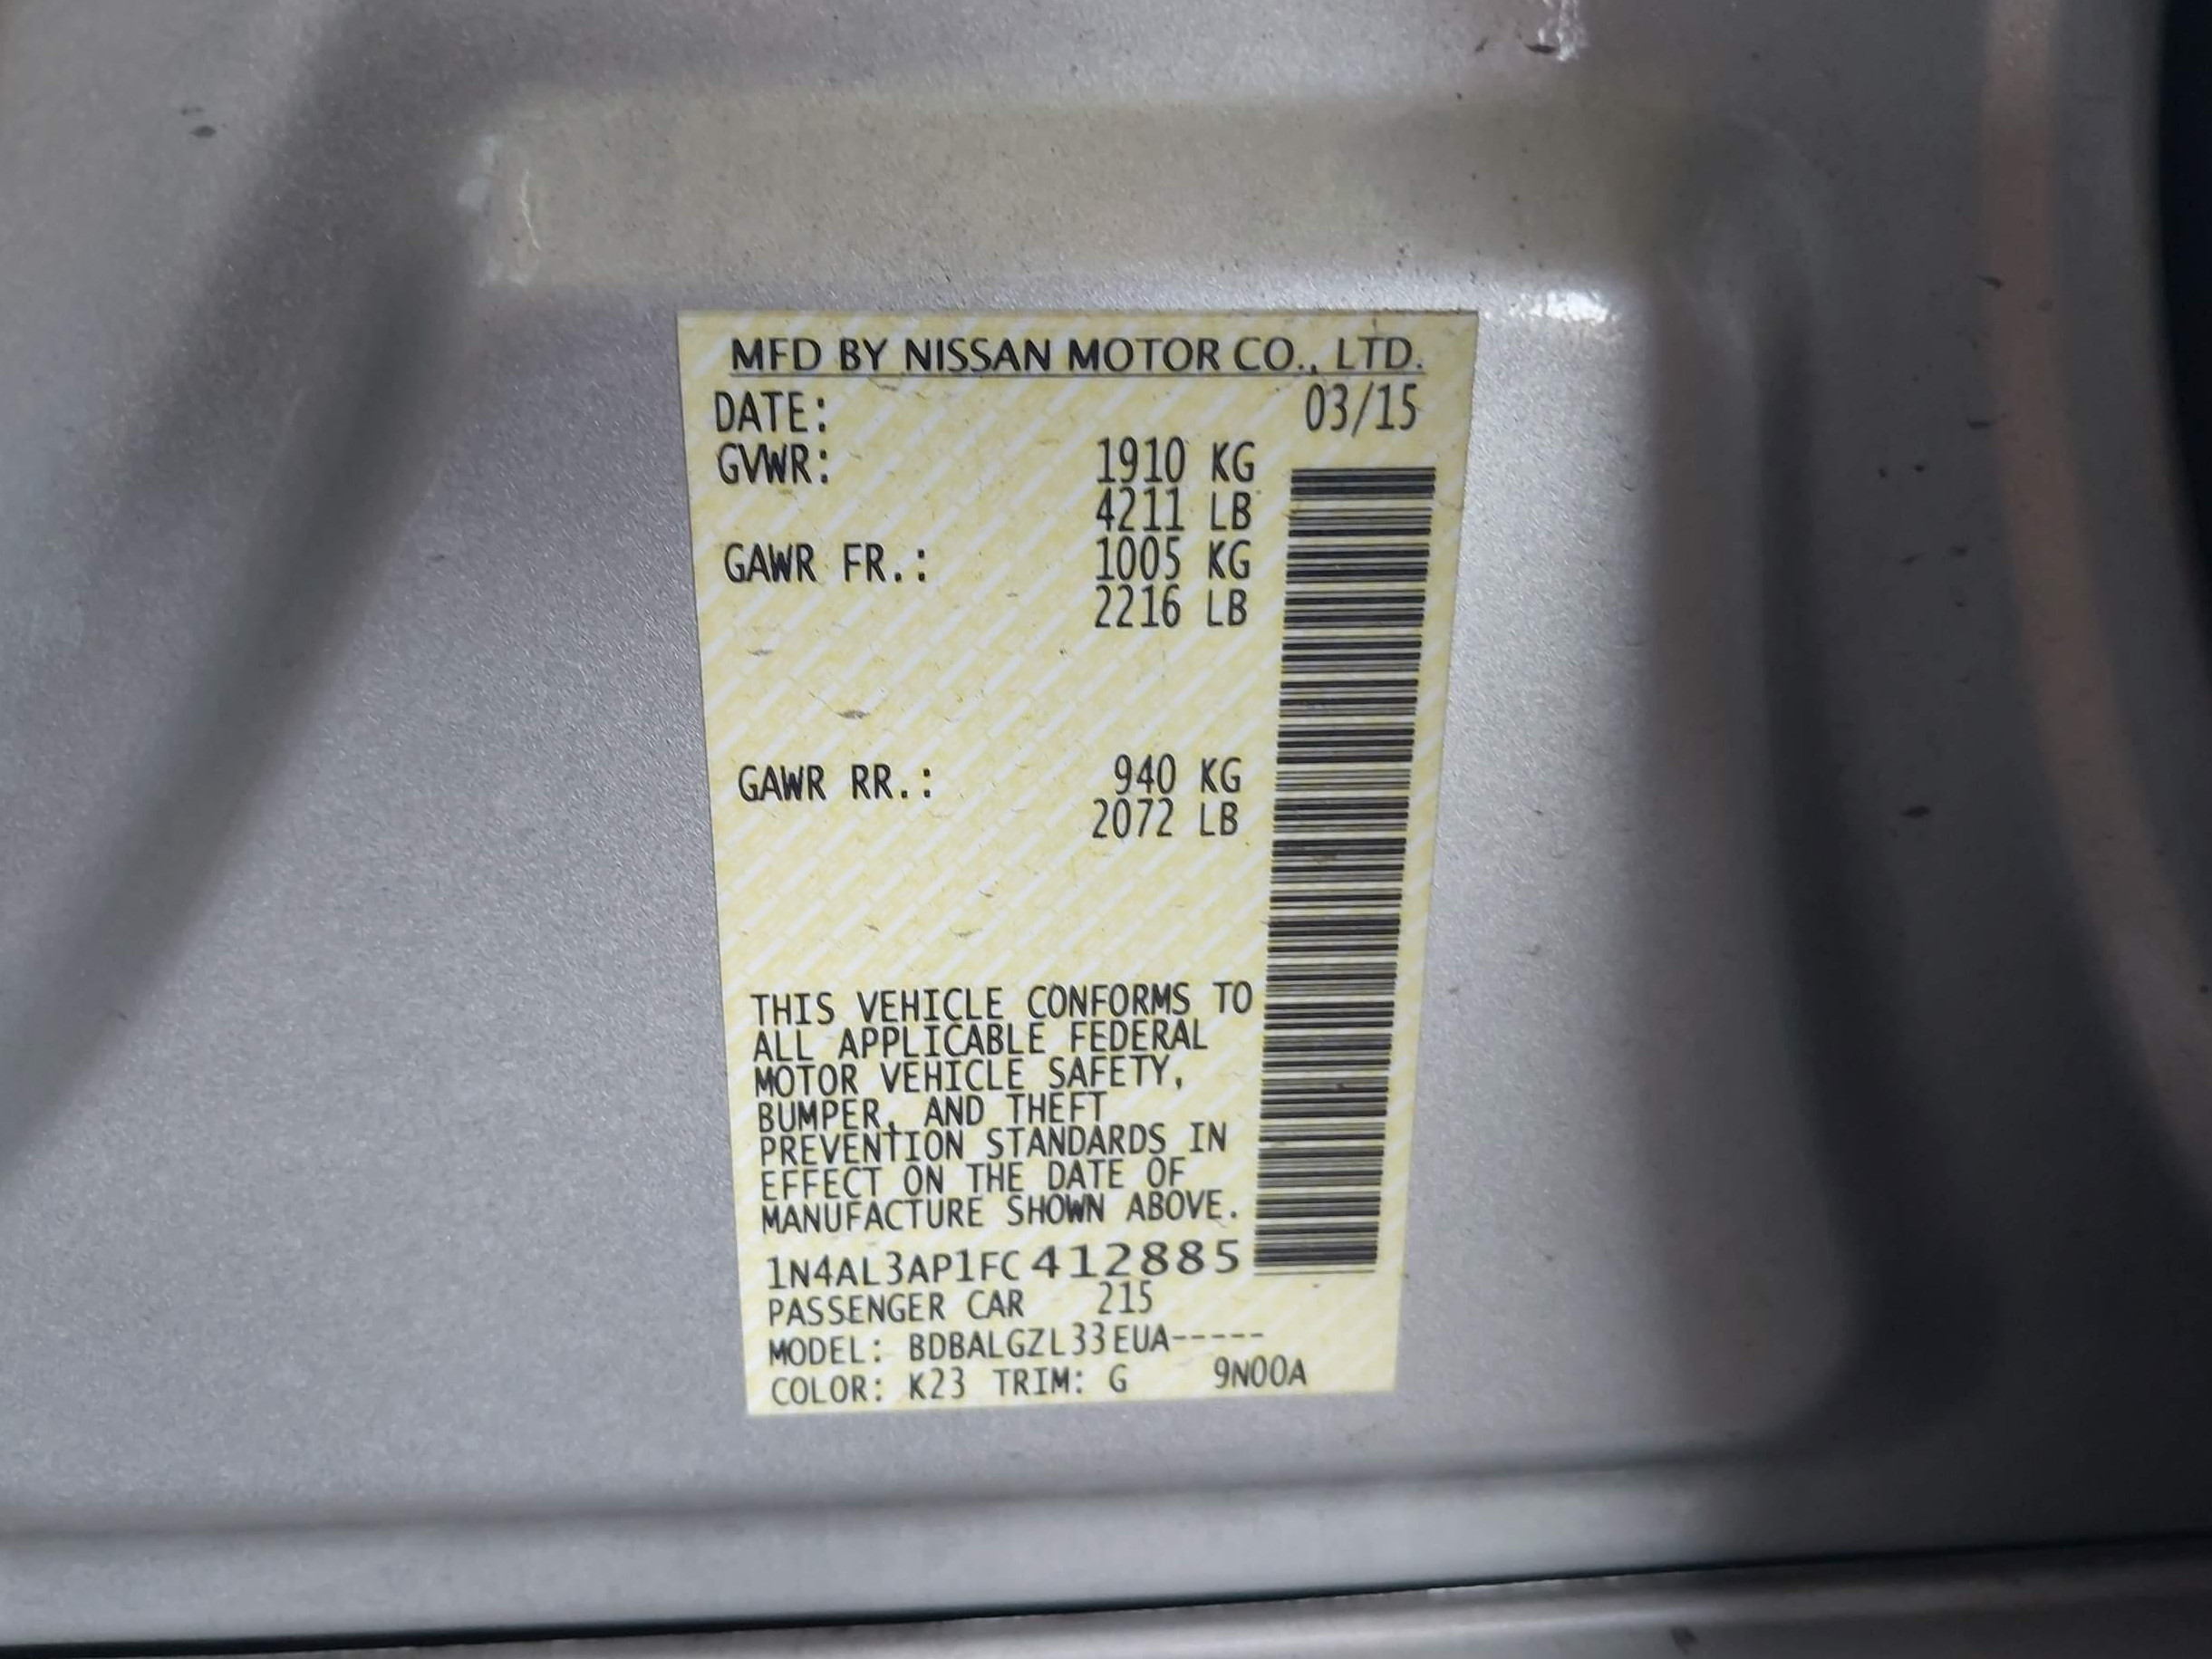 MFD BY NISSAN MOTOR CO., LTD.
DATE: 03/15
GVWR: 1910 KG
4211 LB
GAWR FR.: 1005 KG
2216 LB
GAWR RR.: 940 KG
2072 LB
THIS VEHICLE CONFORMS TO
ALL APPLICABLE FEDERAL
MOTOR VEHICLE SAFETY,
BUMPER, AND THEFT
PREVENTION STANDARDS IN
EFFECT ON THE DATE OF
MANUFACTURE SHOWN ABOVE.
1N4AL3AP1FC412885
PASSENGER CAR 215
MODEL: BDBALGZL33EUA-----
COLOR: K23 TRIM: G 9N00A